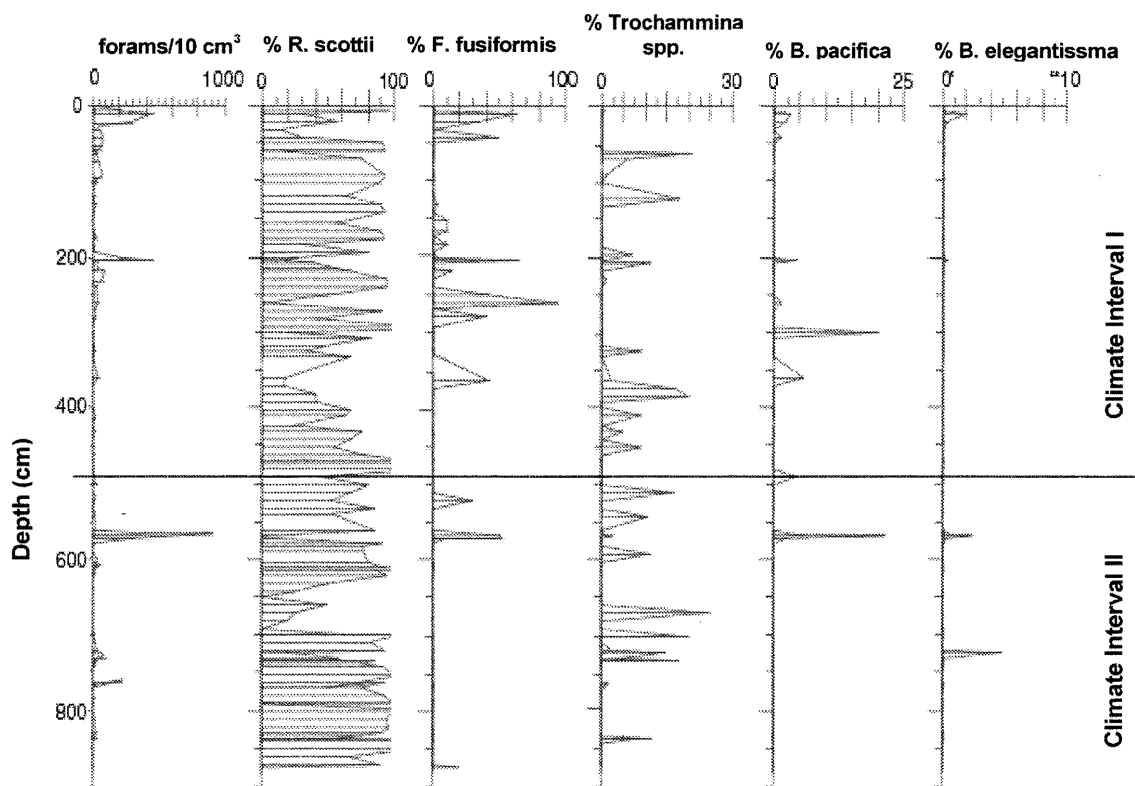 % Trochammina
forams/10 cm³ % R. scottii % F. fusiformis spp. % B. pacifica % B. elegantissma
0 1000 0 100 0 100 0 30 0 25 0 10
0
200
400
600
800
Depth (cm)
Climate Interval I
Climate Interval II